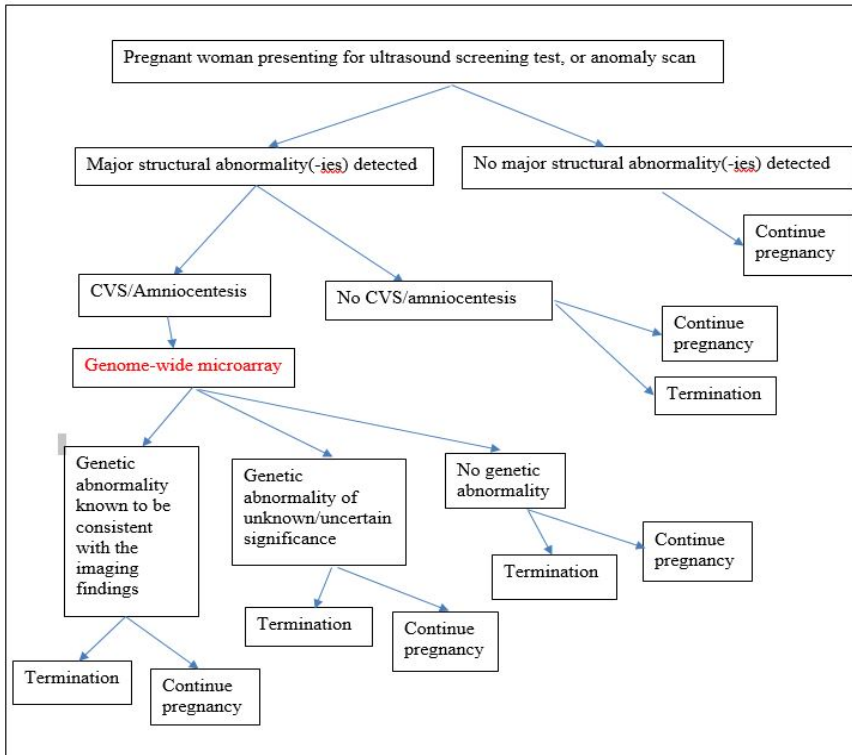 Pregnant woman presenting for ultrasound screening test, or anomaly scan
Major structural abnormality(-ies) detected
No major structural abnormality(-ies) detected
Continue
pregnancy
CVS/Amniocentesis
No CVS/amniocentesis
Continue
pregnancy
Termination
Genome-wide microarray
Genetic
abnormality
known to be
consistent
with the
imaging
findings
Genetic
abnormality of
unknown/uncertain
significance
No genetic
abnormality
Termination
Continue
pregnancy
Termination
Continue
pregnancy
Termination
Continue
pregnancy